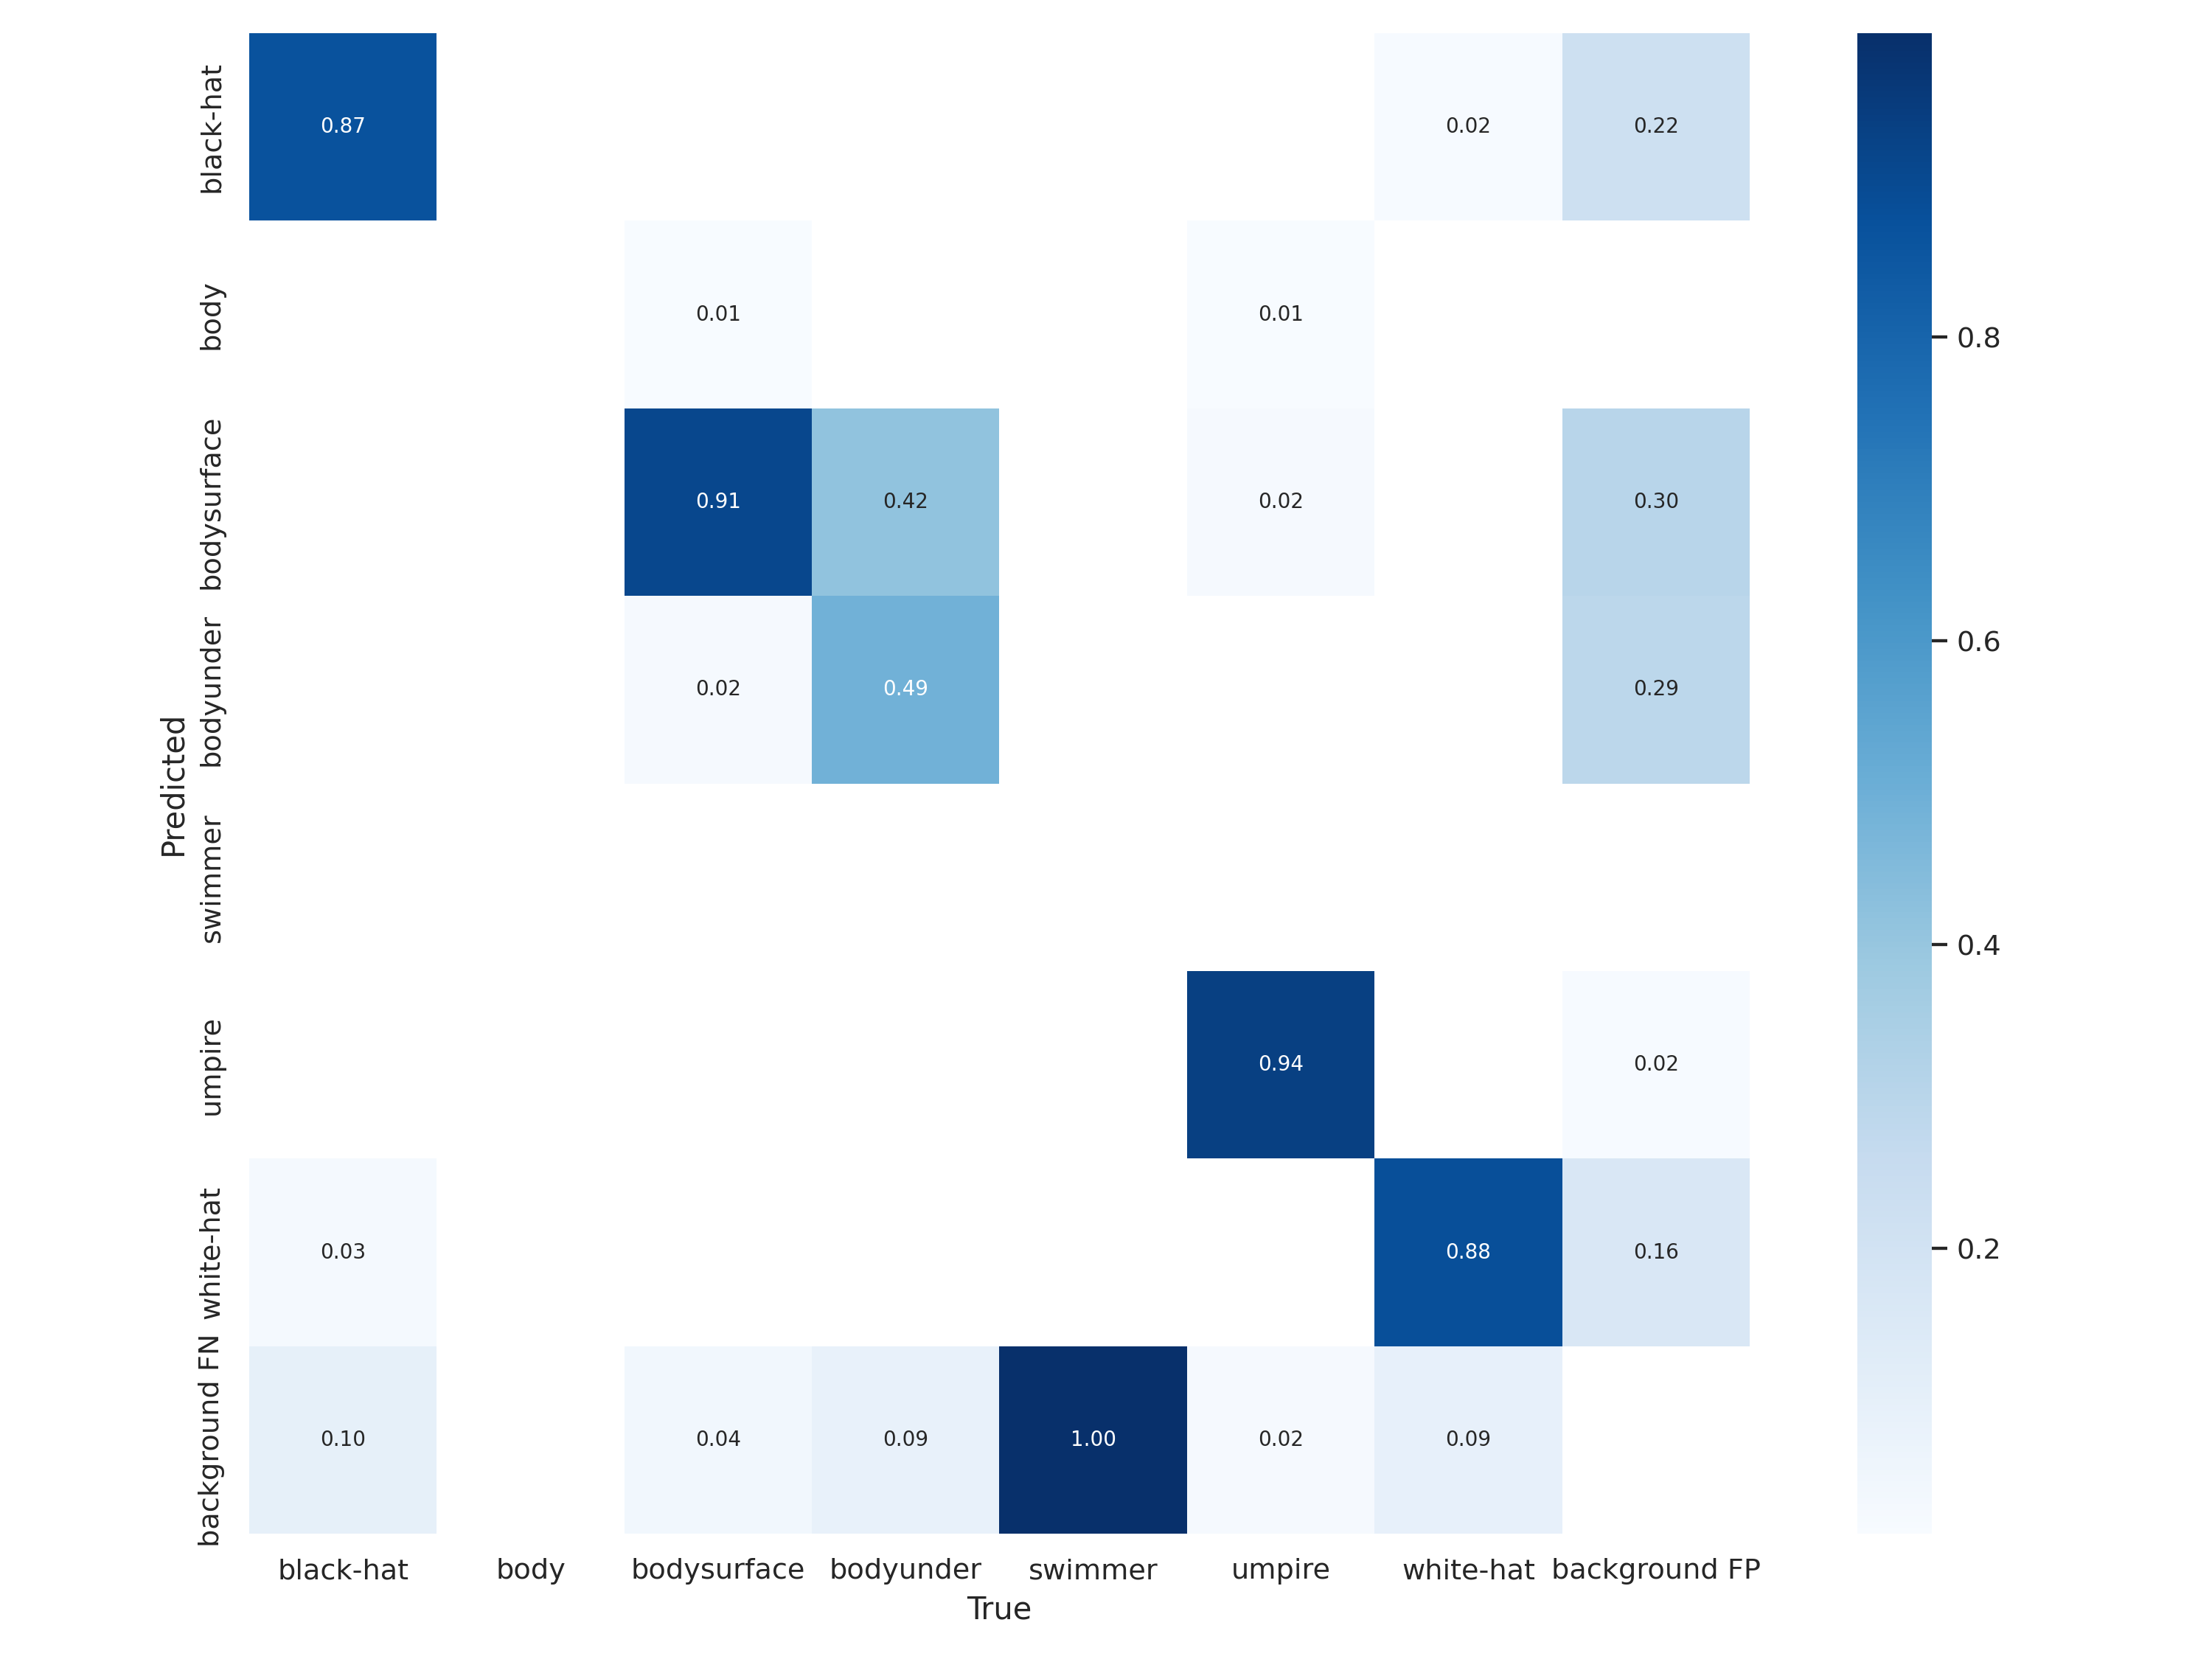 Predicted
black-hat
0.87
0.02
0.22
body
0.01
0.01
bodysurface
0.91
0.42
0.02
0.30
bodyunder
0.02
0.49
0.29
swimmer
umpire
0.94
0.02
white-hat
0.03
0.88
0.16
background FN
0.10
0.04
0.09
1.00
0.02
0.09
black-hat
body
bodysurface
bodyunder
swimmer
umpire
white-hat
background FP
True
0.8
0.6
0.4
0.2